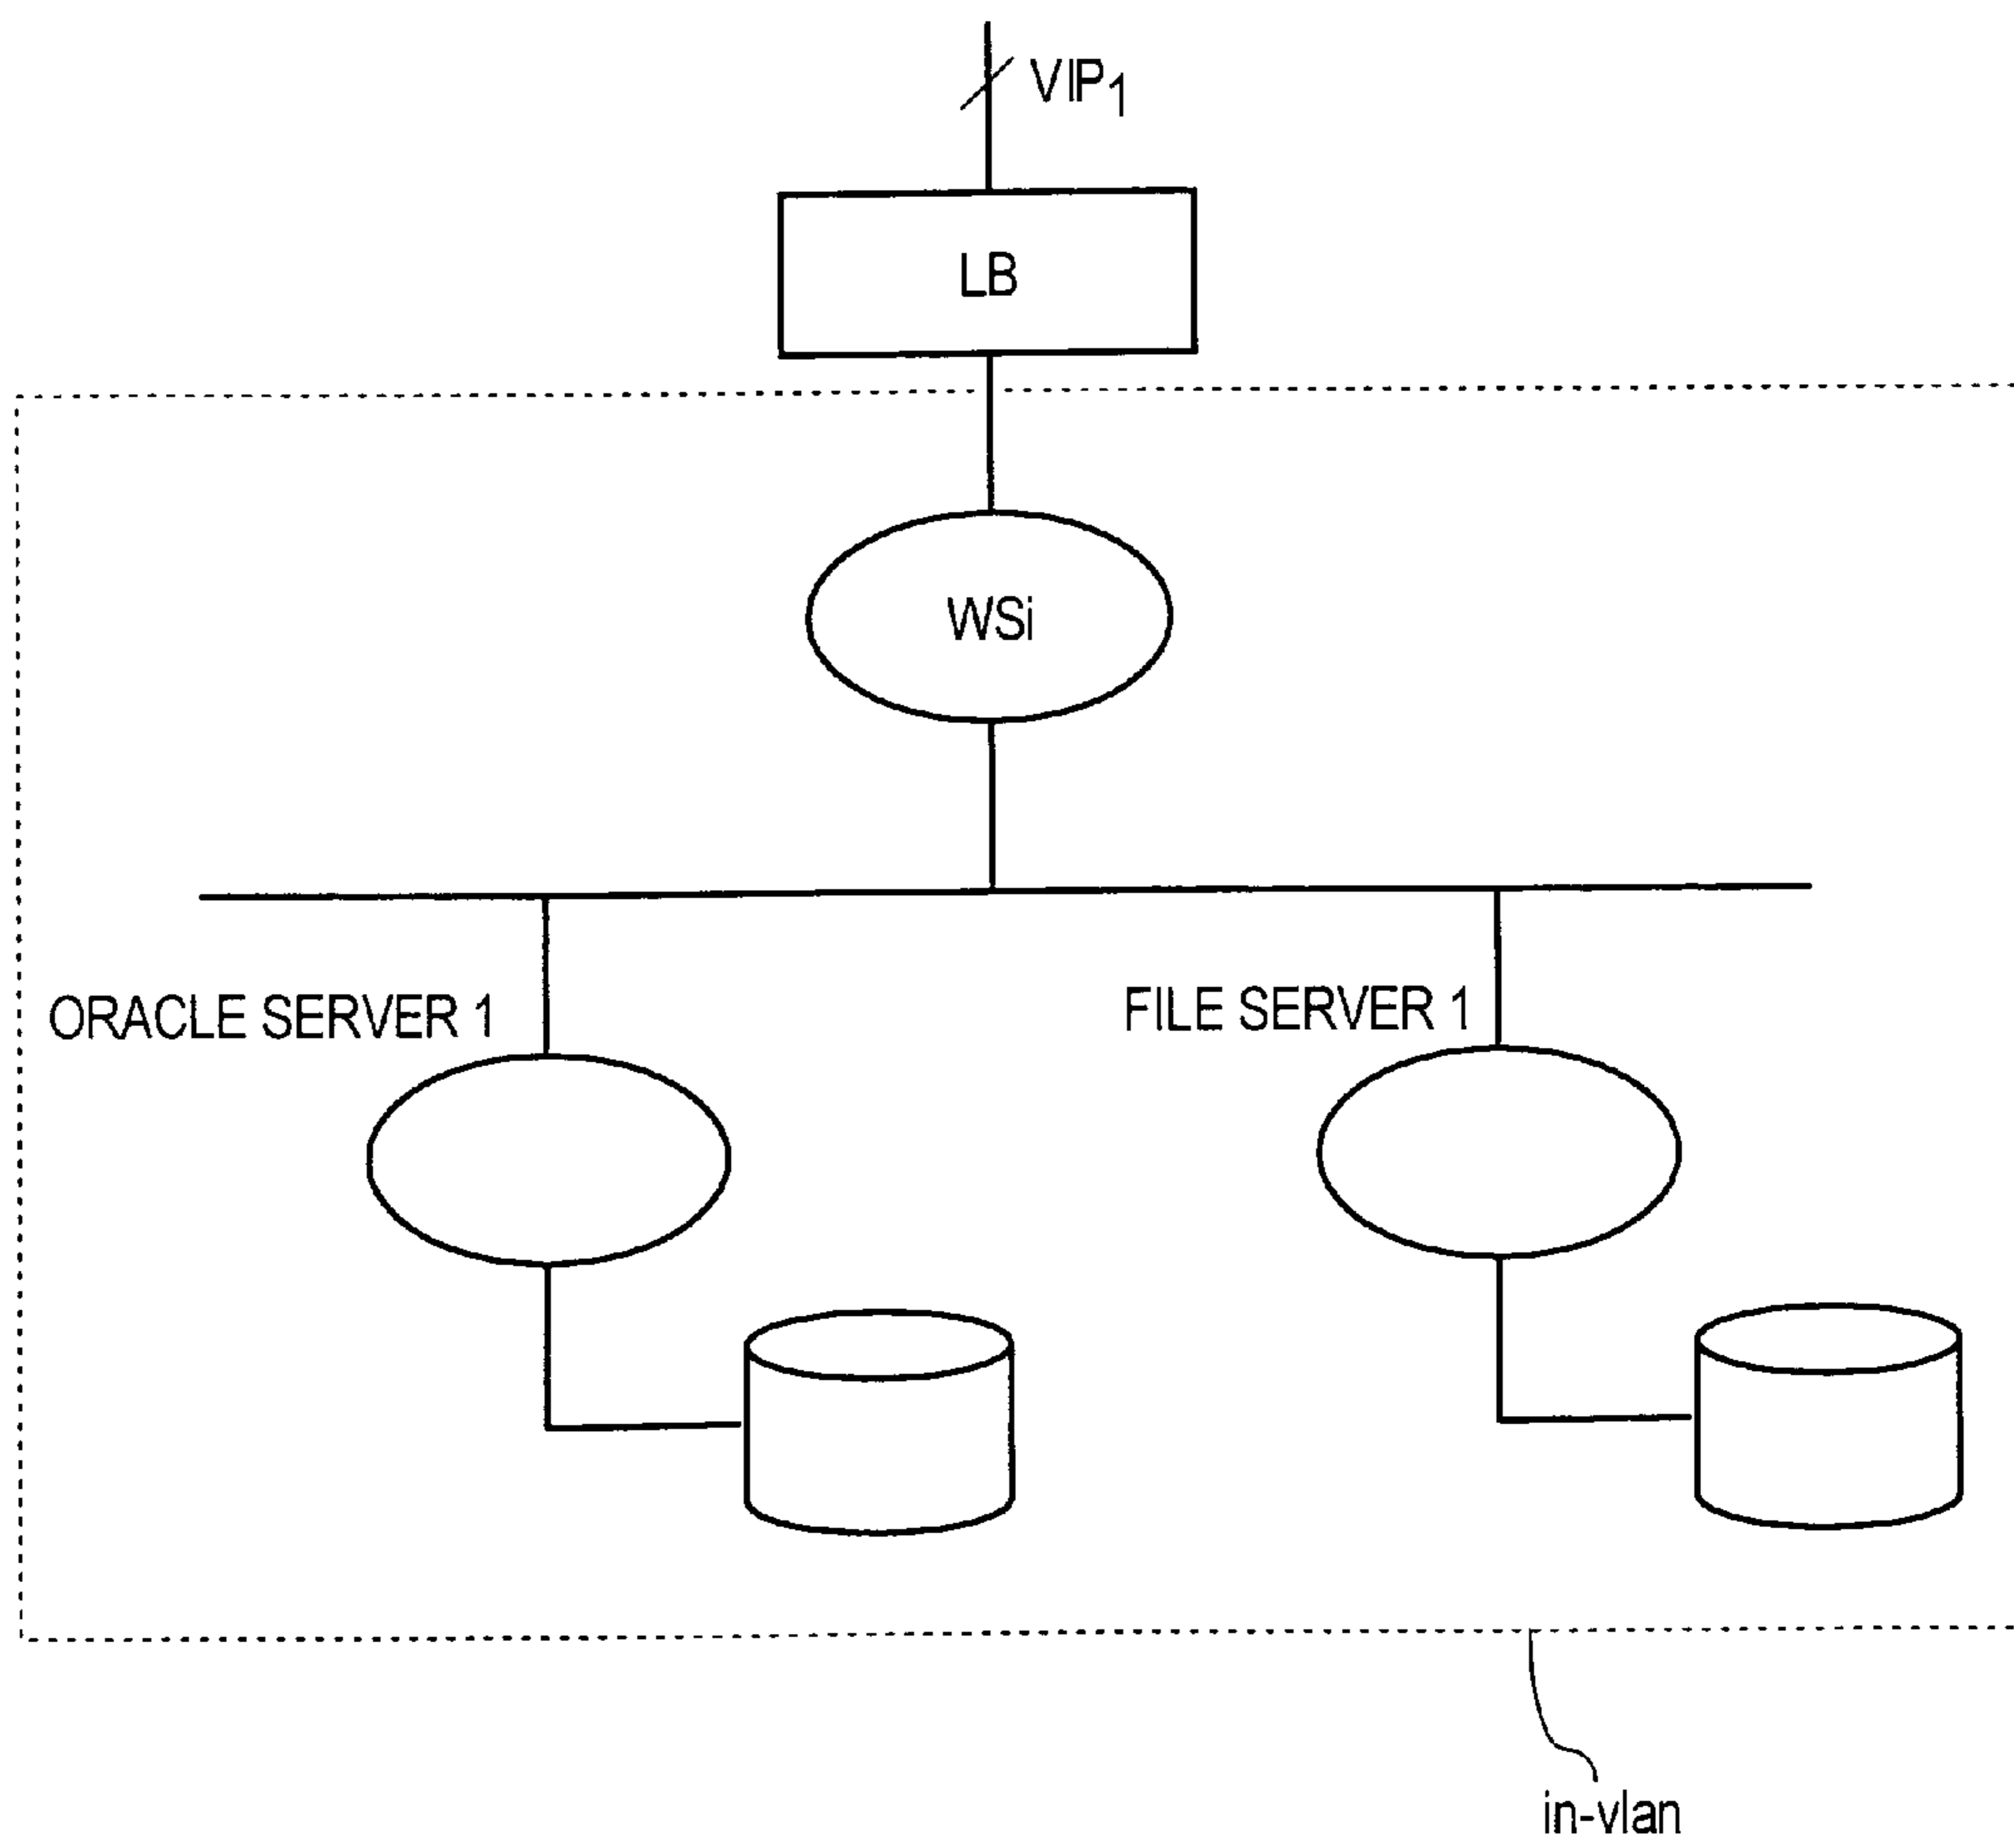 VIP1
LB
WSi
ORACLE SERVER 1
FILE SERVER 1
in-vlan